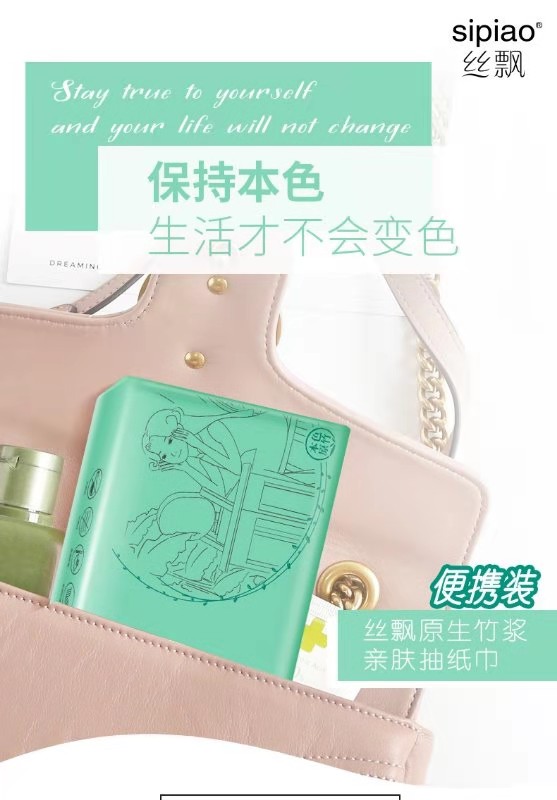 sipiao®
丝飘
Stay true to yourself
and your life will not change
保持本色
生活才不会变色
DREAMIN
便携装
丝飘原生竹浆
亲肤抽纸巾